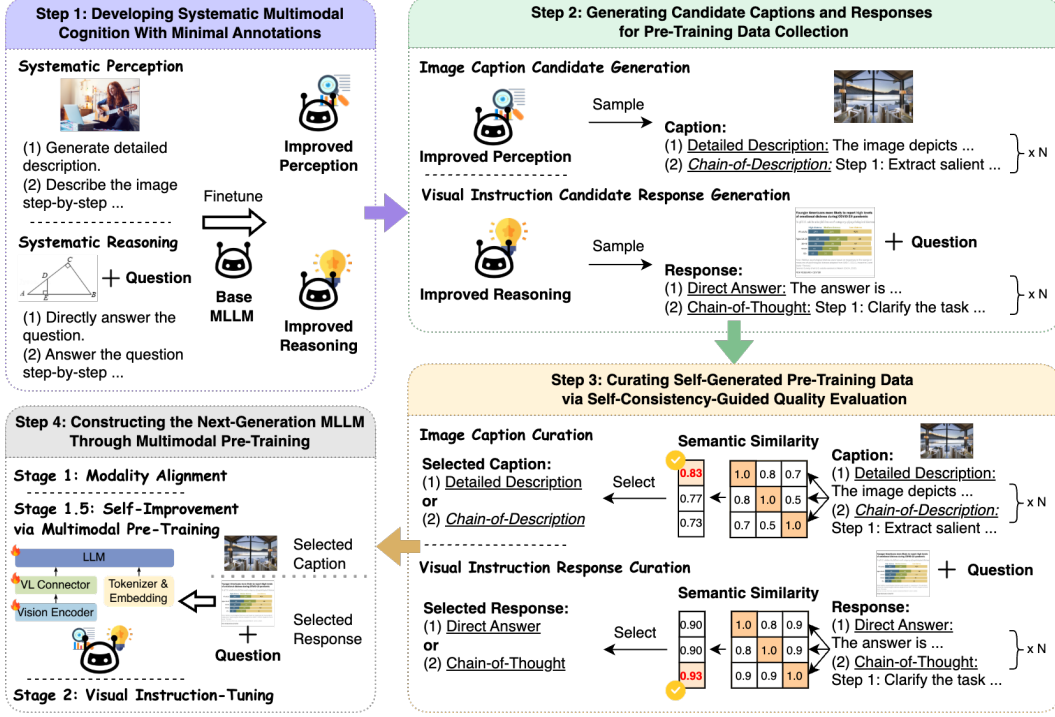 Step 1: Developing Systematic Multimodal
Cognition With Minimal Annotations
Systematic Perception
(1) Generate detailed
description.
(2) Describe the image
step-by-step ...
Systematic Reasoning
A
B
C
D
E
+ Question
(1) Directly answer the
question.
(2) Answer the question
step-by-step ...
Finetune
Base
MLLM
Improved
Perception
Improved
Reasoning
Step 2: Generating Candidate Captions and Responses
for Pre-Training Data Collection
Image Caption Candidate Generation
Improved Perception
Sample
Caption:
(1) Detailed Description: The image depicts ...
(2) Chain-of-Description: Step 1: Extract salient ...
x N
Visual Instruction Candidate Response Generation
Improved Reasoning
Sample
+ Question
Response:
(1) Direct Answer: The answer is ...
(2) Chain-of-Thought: Step 1: Clarify the task ...
x N
Step 3: Curating Self-Generated Pre-Training Data
via Self-Consistency-Guided Quality Evaluation
Image Caption Curation
Selected Caption:
(1) Detailed Description
or
(2) Chain-of-Description
Select
Semantic Similarity
0.83 1.0 0.8 0.7
0.77 0.8 1.0 0.5
0.73 0.7 0.5 1.0
Caption:
(1) Detailed Description:
The image depicts ...
(2) Chain-of-Description:
Step 1: Extract salient ...
x N
Visual Instruction Response Curation
Selected Response:
(1) Direct Answer
or
(2) Chain-of-Thought
Select
Semantic Similarity
0.90 1.0 0.8 0.9
0.90 0.8 1.0 0.9
0.93 0.9 0.9 1.0
+ Question
Response:
(1) Direct Answer:
The answer is ...
(2) Chain-of-Thought:
Step 1: Clarify the task ...
x N
Step 4: Constructing the Next-Generation MLLM
Through Multimodal Pre-Training
Stage 1: Modality Alignment
Stage 1.5: Self-Improvement
via Multimodal Pre-Training
LLM
VL Connector
Tokenizer &
Embedding
Vision Encoder
Selected
Caption
Selected
Response
+
Question
Stage 2: Visual Instruction-Tuning